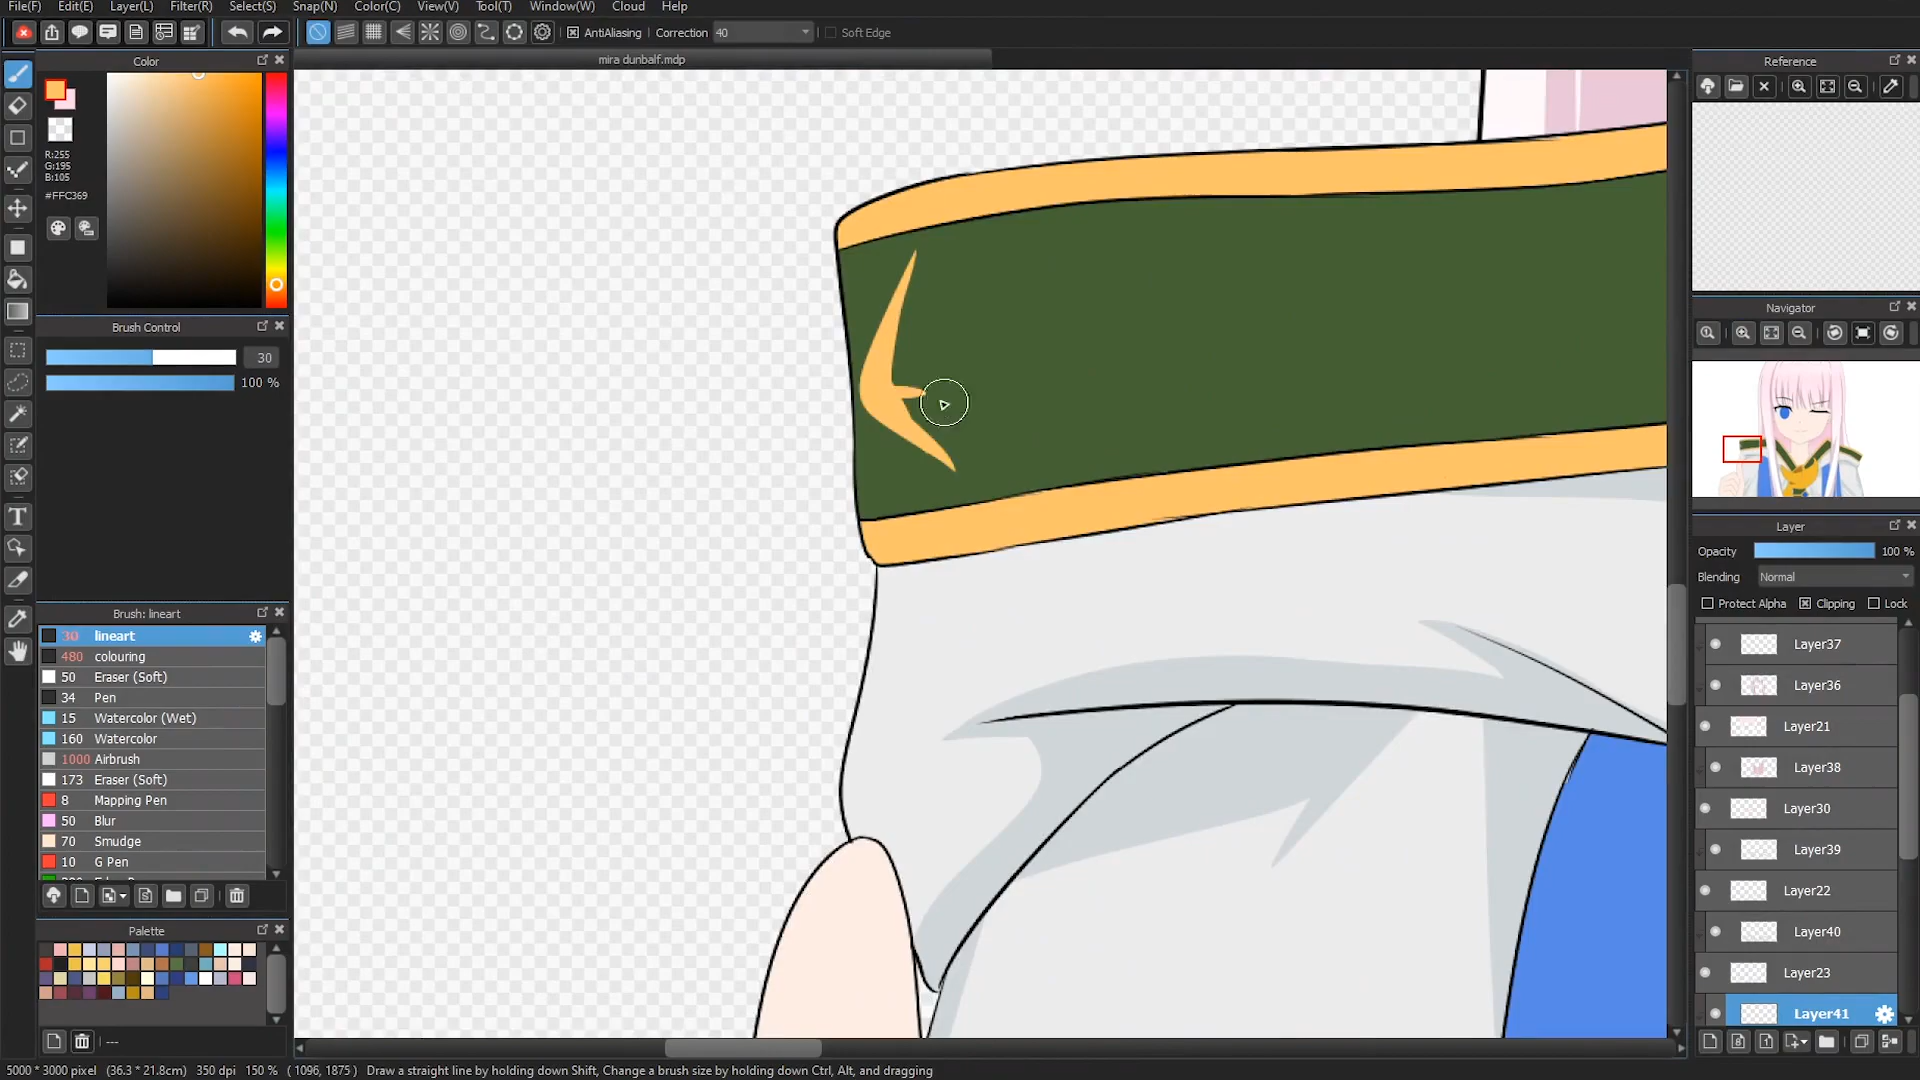 File(F) Edit(E) Layer(L) Filter(R) Select(S) Snap(N) Color(C) View(V) Tool(T) Window(W) Cloud Help
AntiAliasing Correction 40 Soft Edge
Color
mira dunbalf.mdp
Reference
R:255
G:195
B:105
#FFC369
Brush Control
30
100 %
Navigator
Layer
Opacity 100 %
Blending Normal
Protect Alpha Clipping Lock
Brush: lineart
30 lineart
480 colouring
50 Eraser (Soft)
34 Pen
15 Watercolor (Wet)
160 Watercolor
1000 Airbrush
173 Eraser (Soft)
8 Mapping Pen
50 Blur
70 Smudge
10 G Pen
Layer37
Layer36
Layer21
Layer38
Layer30
Layer39
Layer22
Layer40
Layer23
Layer41
Palette
---
5000 * 3000 pixel (36.3 * 21.8cm) 350 dpi 150 % ( 1096, 1875 ) Draw a straight line by holding down Shift, Change a brush size by holding down Ctrl, Alt, and dragging